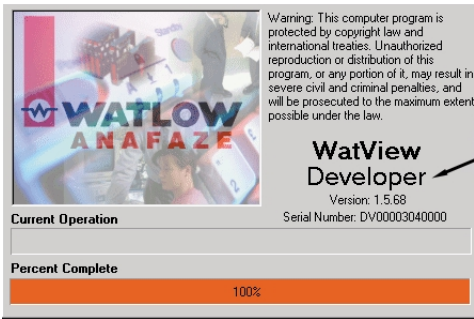 Warning: This computer program is
protected by copyright law and
international treaties. Unauthorized
reproduction or distribution of this
program, or any portion of it, may result in
severe civil and criminal penalties, and
will be prosecuted to the maximum extent
possible under the law.
WATLOW
ANAFAZE
WatView
Developer
Version: 1.5.68
Serial Number: DV00003040000
Current Operation
Percent Complete
100%